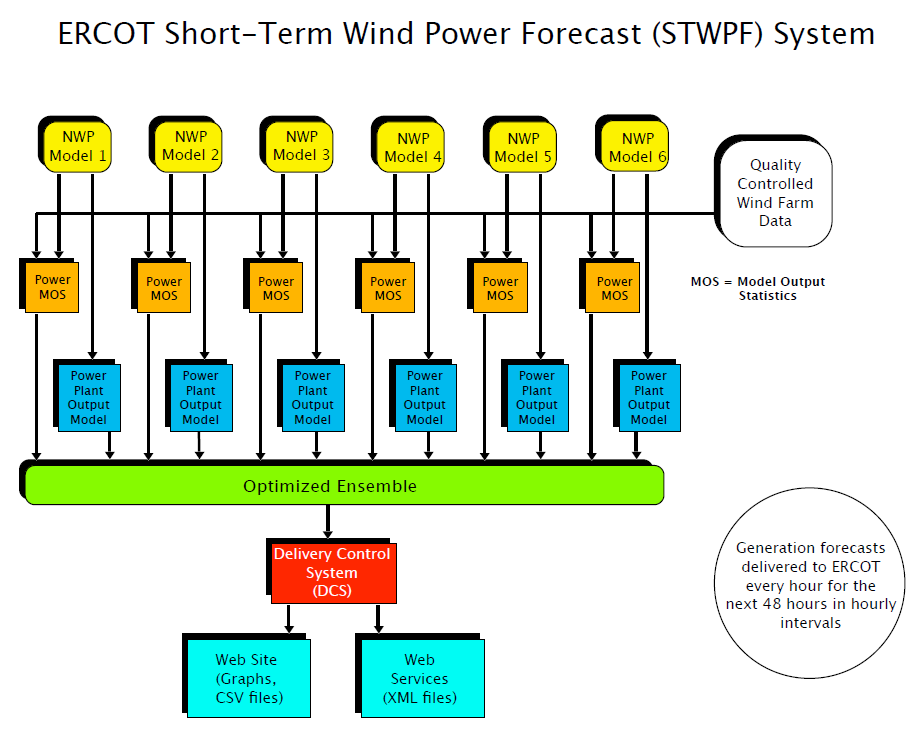 ERCOT Short-Term Wind Power Forecast (STWPF) System
NWP
Model 1
NWP
Model 2
NWP
Model 3
NWP
Model 4
NWP
Model 5
NWP
Model 6
Quality
Controlled
Wind Farm
Data
Power
MOS
Power
MOS
Power
MOS
Power
MOS
Power
MOS
Power
MOS
MOS = Model Output
Statistics
Power
Plant
Output
Model
Power
Plant
Output
Model
Power
Plant
Output
Model
Power
Plant
Output
Model
Power
Plant
Output
Model
Power
Plant
Output
Model
Optimized Ensemble
Delivery Control
System
(DCS)
Generation forecasts
delivered to ERCOT
every hour for the
next 48 hours in hourly
intervals
Web Site
(Graphs,
CSV files)
Web
Services
(XML files)